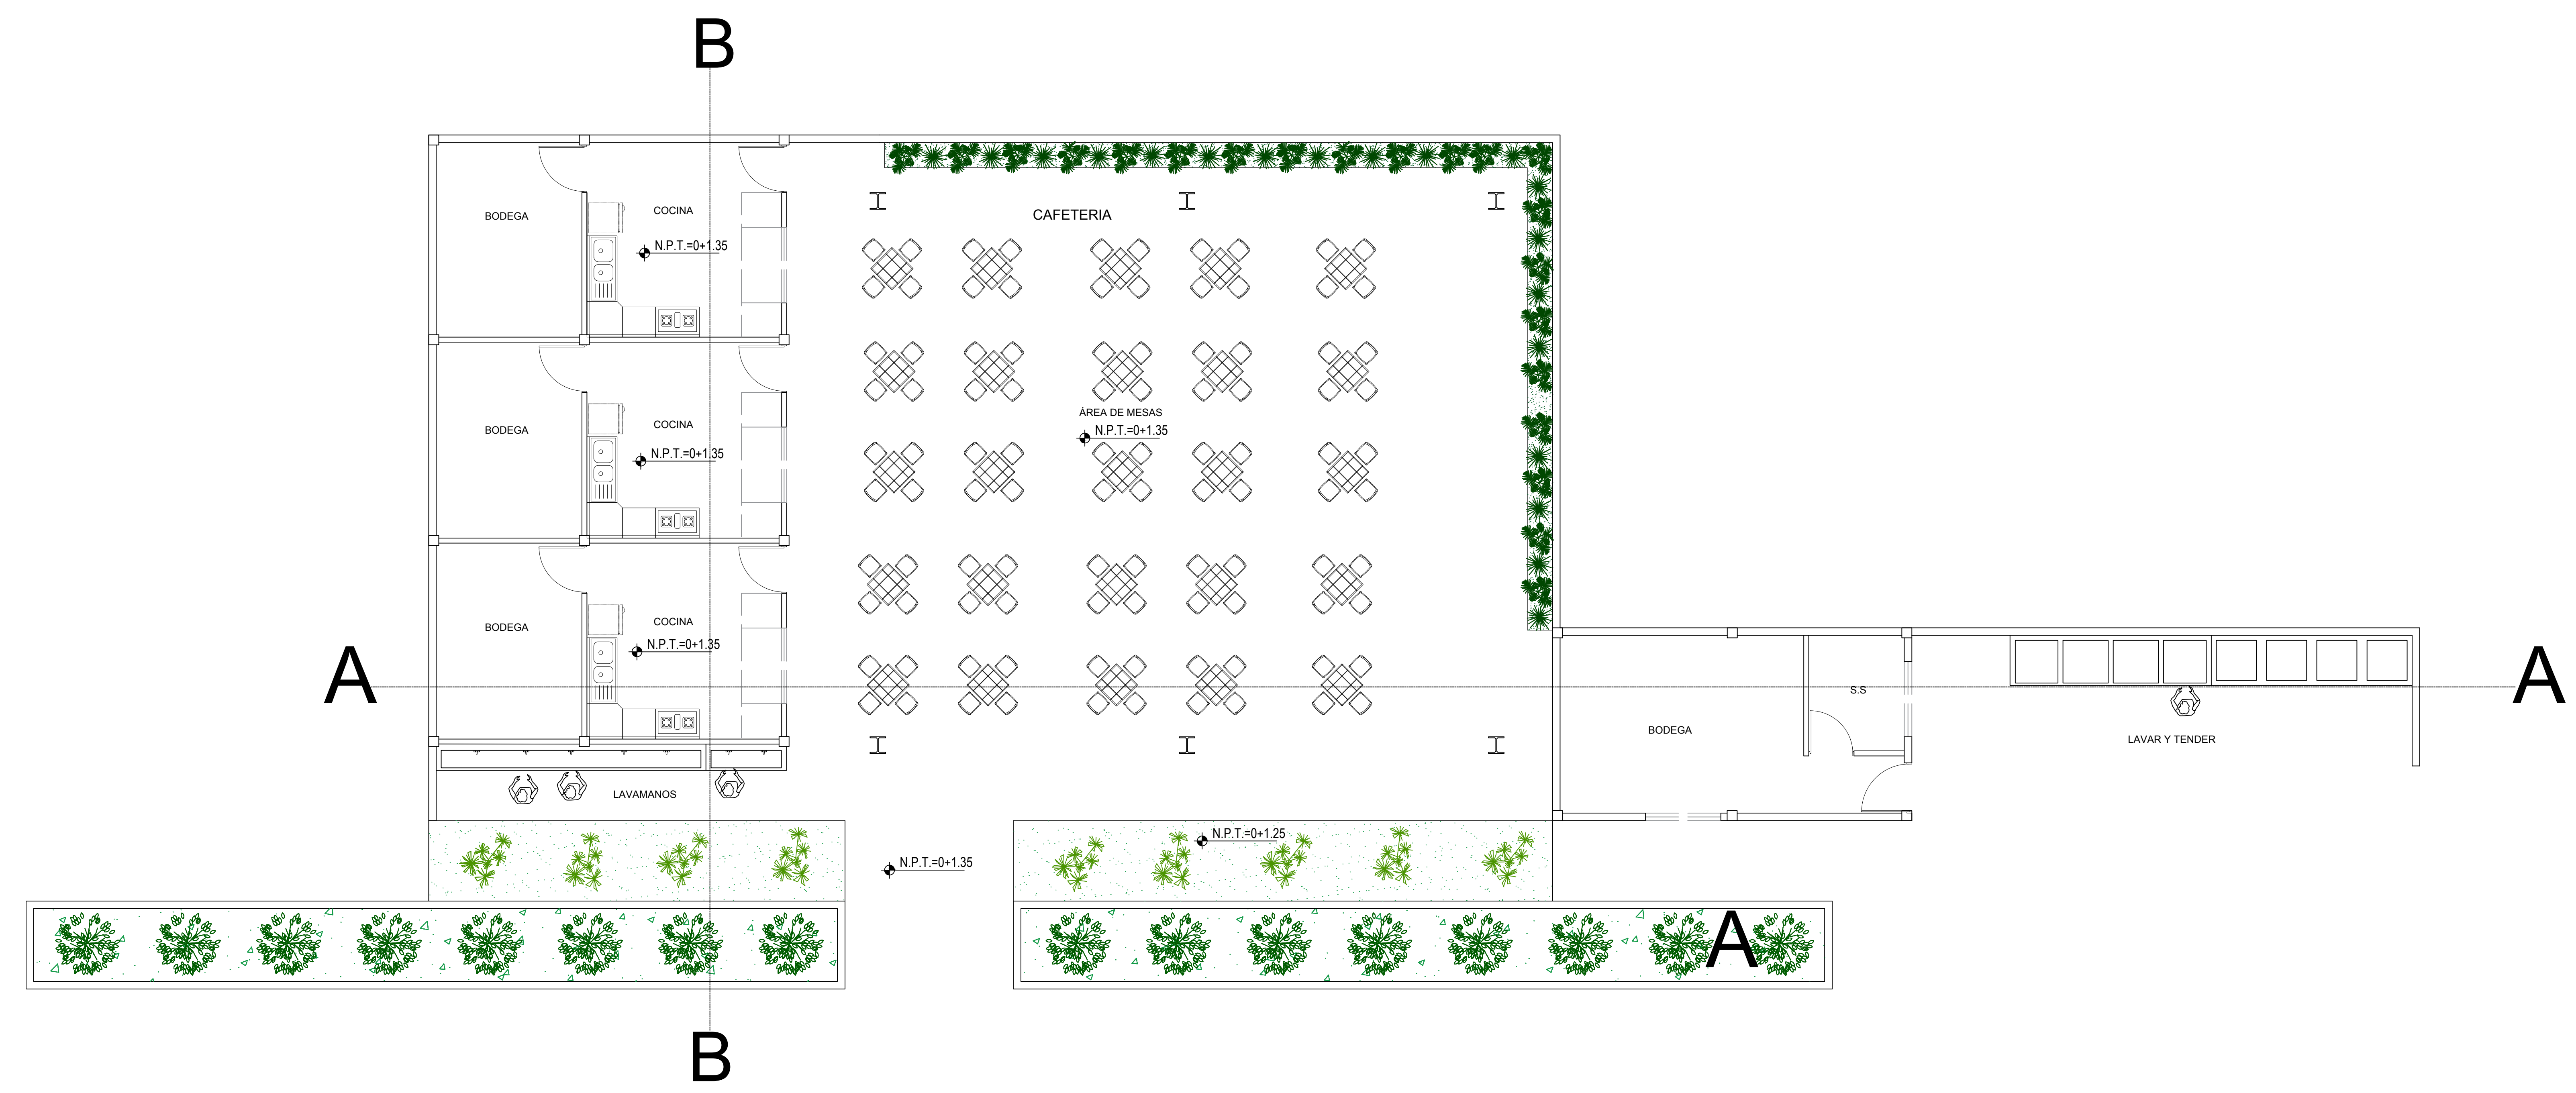 B
BODEGA
COCINA
N.P.T.=0+1.35
CAFETERIA
BODEGA
COCINA
N.P.T.=0+1.35
ÁREA DE MESAS
N.P.T.=0+1.35
BODEGA
COCINA
N.P.T.=0+1.35
A
S.S
A
BODEGA
LAVAR Y TENDER
LAVAMANOS
N.P.T.=0+1.35
N.P.T.=0+1.25
A
B